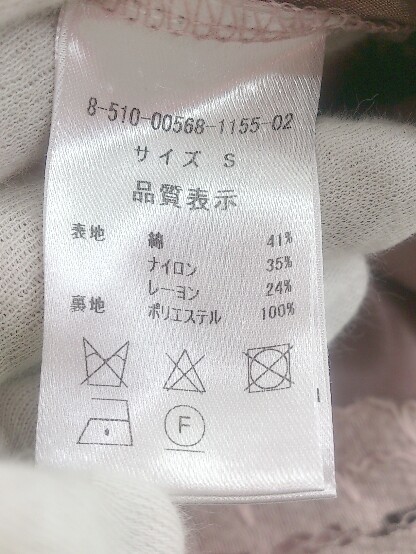 8-510-00568-1155-02
サイズ S
品質表示
表地 綿 41%
ナイロン 35%
レーヨン 24%
裏地 ポリエステル 100%
F